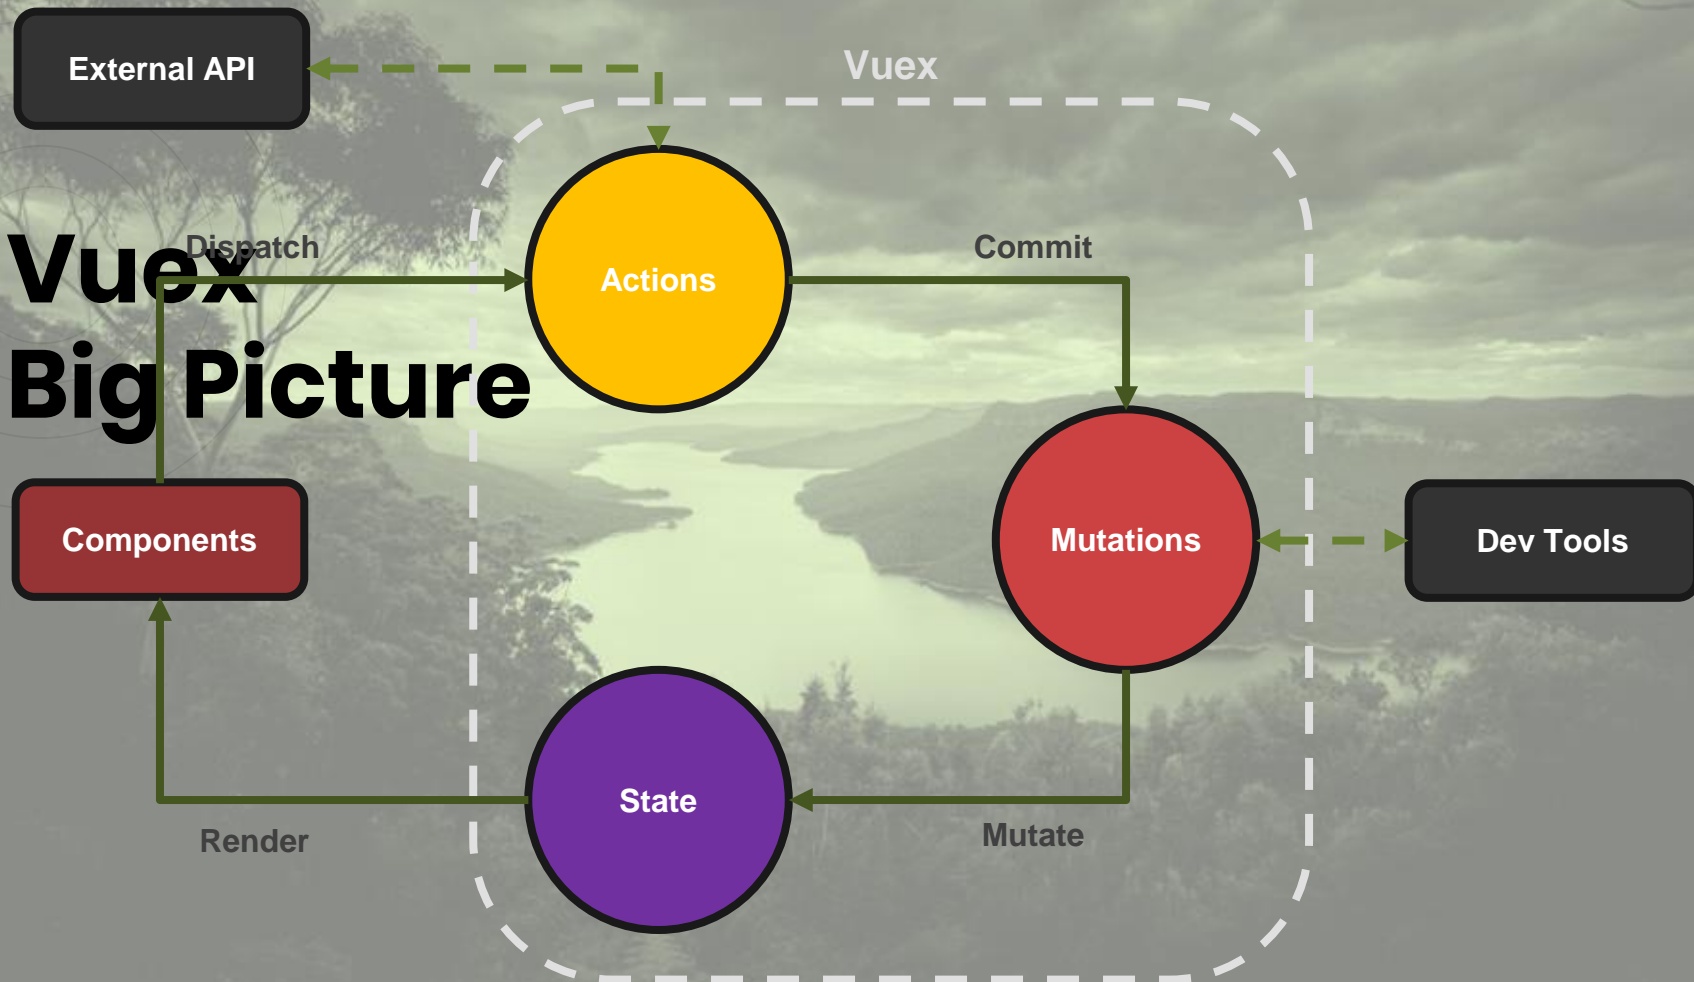 External API
Vuex
Dispatch
Commit
Actions
Vuex
Big Picture
Components
Mutations
Dev Tools
State
Render
Mutate